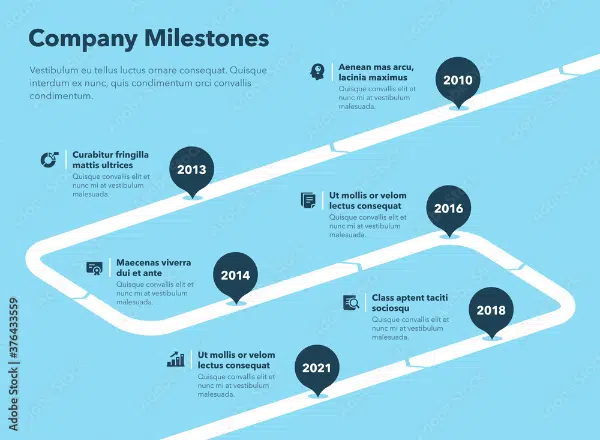 Company Milestones
Vestibulum eu tellus luctus ornare consequat. Quisque
interdum ex nunc, quis condimentum orci convallis
condimentum.
Aenean mas arcu,
lacinia maximus
Quisque convallis elit et
nunc mi at vestibulum
malesuada.
2010
Curabitur fringilla
mattis ultrices
Quisque convallis elit et
nunc mi at vestibulum
malesuada.
2013
Ut mollis or velom
lectus consequat
Quisque convallis elit et
nunc mi at vestibulum
malesuada.
2016
Maecenas viverra
dui et ante
Quisque convallis elit et
nunc mi at vestibulum
malesuada.
2014
Class aptent taciti
sociosqu
Quisque convallis elit et
nunc mi at vestibulum
malesuada.
2018
Ut mollis or velom
lectus consequat
Quisque convallis elit et
nunc mi at vestibulum
malesuada.
2021
Adobe Stock | #376433559